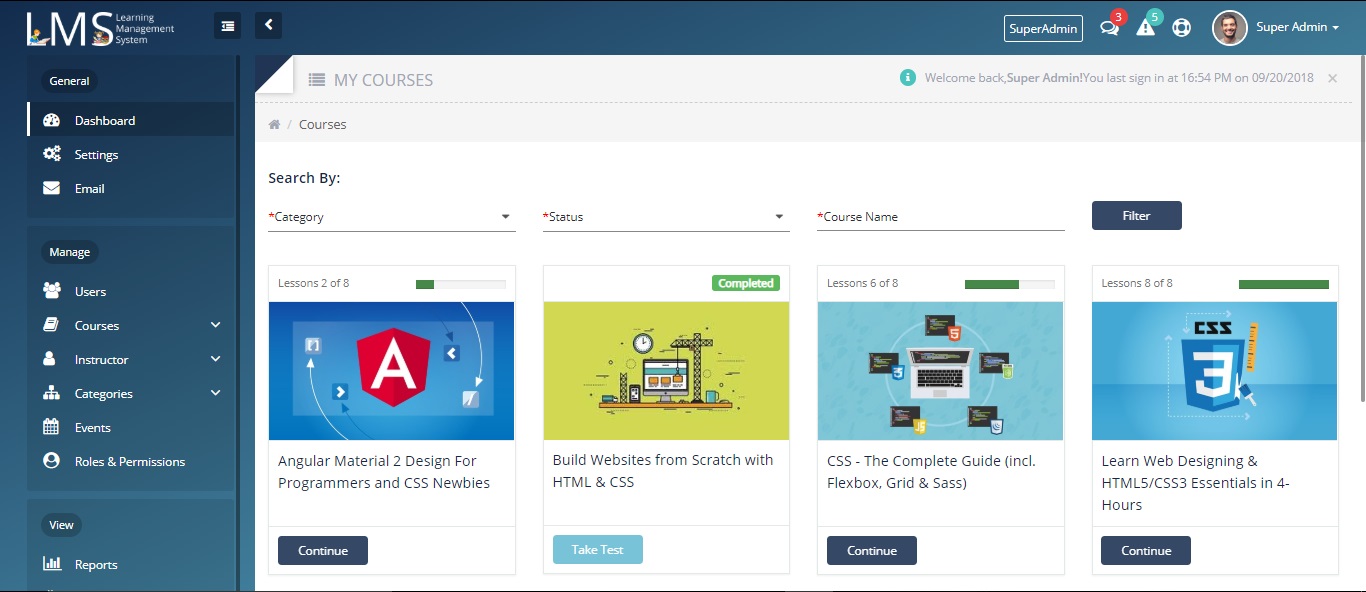 LMS Learning
Management
System
SuperAdmin
3
5
Super Admin
General
Dashboard
Settings
Email
Manage
Users
Courses
Instructor
Categories
Events
Roles & Permissions
View
Reports
MY COURSES
Welcome back,Super Admin!You last sign in at 16:54 PM on 09/20/2018 ×
/ Courses
Search By:
*Category
*Status
*Course Name
Filter
Lessons 2 of 8
A
Angular Material 2 Design For
Programmers and CSS Newbies
Continue
Completed
Build Websites from Scratch with
HTML & CSS
Take Test
Lessons 6 of 8
5
3
JS
CSS - The Complete Guide (incl.
Flexbox, Grid & Sass)
Continue
Lessons 8 of 8
CSS
3
Learn Web Designing &
HTML5/CSS3 Essentials in 4-
Hours
Continue